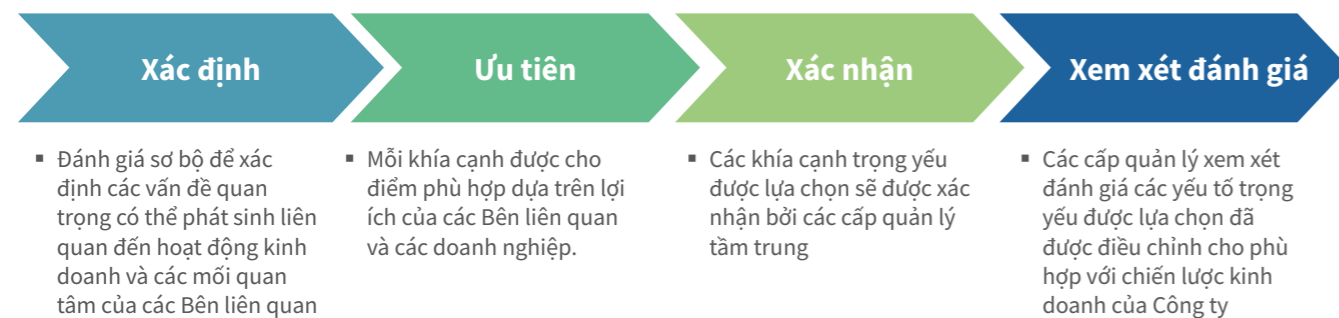 Xác định
Ưu tiên
Xác nhận
Xem xét đánh giá
▪ Đánh giá sơ bộ để xác
định các vấn đề quan
trọng có thể phát sinh liên
quan đến hoạt động kinh
doanh và các mối quan
tâm của các Bên liên quan
▪ Mỗi khía cạnh được cho
điểm phù hợp dựa trên lợi
ích của các Bên liên quan
và các doanh nghiệp.
▪ Các khía cạnh trọng yếu
được lựa chọn sẽ được xác
nhận bởi các cấp quản lý
tầm trung
▪ Các cấp quản lý xem xét
đánh giá các yếu tố trọng
yếu được lựa chọn đã
được điều chỉnh cho phù
hợp với chiến lược kinh
doanh của Công ty